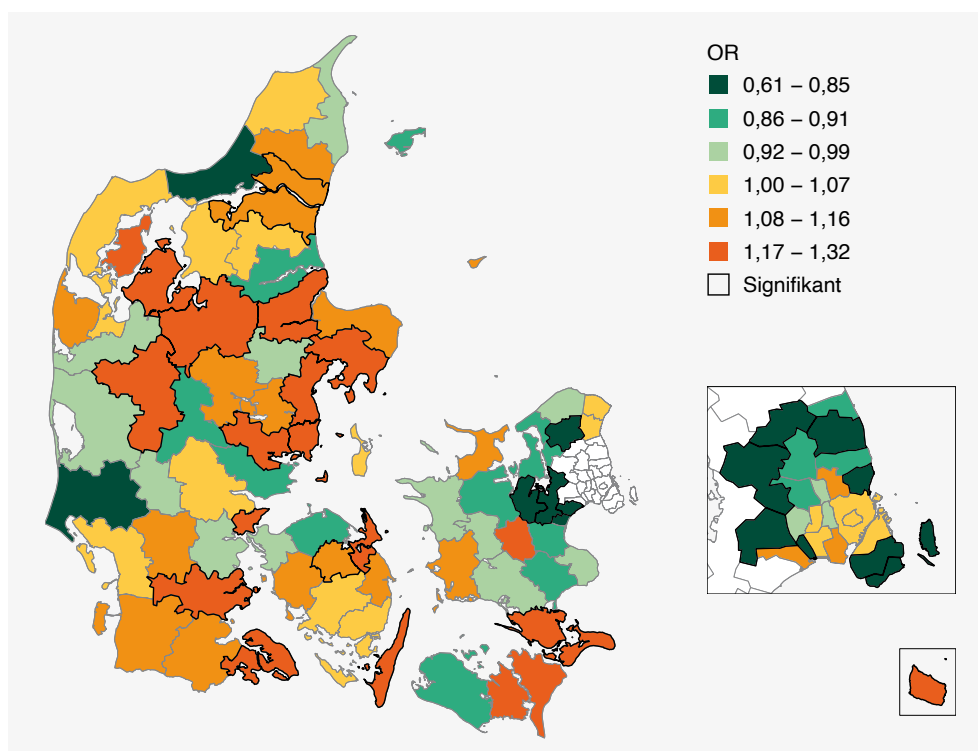 OR
0,61 – 0,85
0,86 – 0,91
0,92 – 0,99
1,00 – 1,07
1,08 – 1,16
1,17 – 1,32
Signifikant